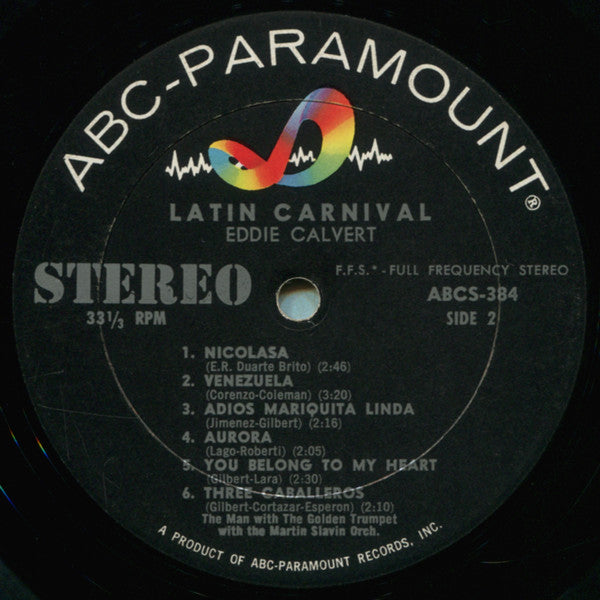 ABC-PARAMOUNT®
LATIN CARNIVAL
EDDIE CALVERT
STEREO
33⅓ RPM
F.F.S.*-FULL FREQUENCY STEREO
ABCS-384
SIDE 2
1. NICOLASA
(E.R. Duarte Brito) (2:46)
2. VENEZUELA
(Corenzo-Coleman) (3:20)
3. ADIOS MARIQUITA LINDA
(Jimenez-Gilbert) (2:16)
4. AURORA
(Lago-Roberti) (2:05)
5. YOU BELONG TO MY HEART
(Gilbert-Lara) (2:30)
6. THREE CABALLEROS
(Gilbert-Cortazar-Esperon) (2:10)
The Man with The Golden Trumpet
with the Martin Slavin Orch.
A PRODUCT OF ABC-PARAMOUNT RECORDS, INC.